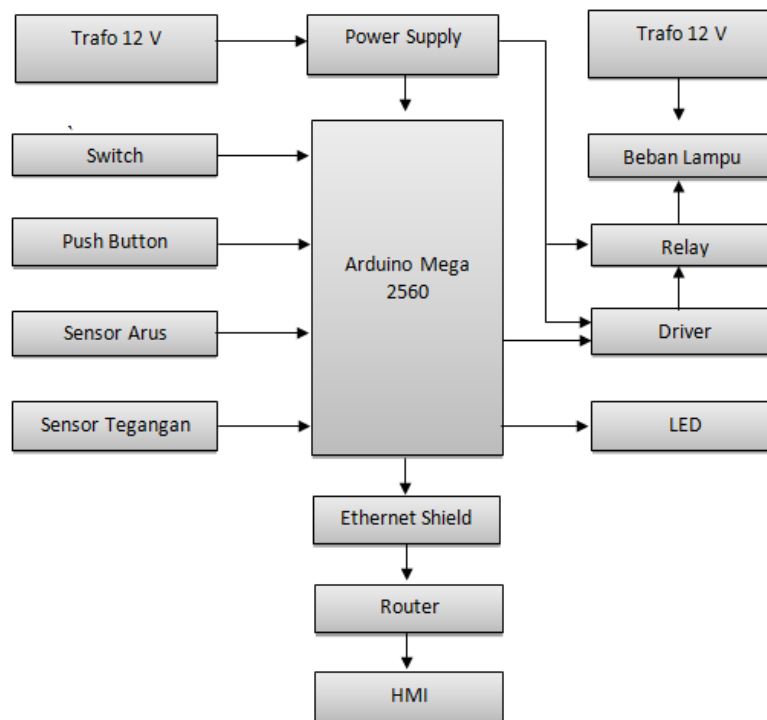 Trafo 12 V
Power Supply
Trafo 12 V
Switch
Beban Lampu
Push Button
Relay
Arduino Mega
2560
Sensor Arus
Driver
Sensor Tegangan
LED
Ethernet Shield
Router
HMI